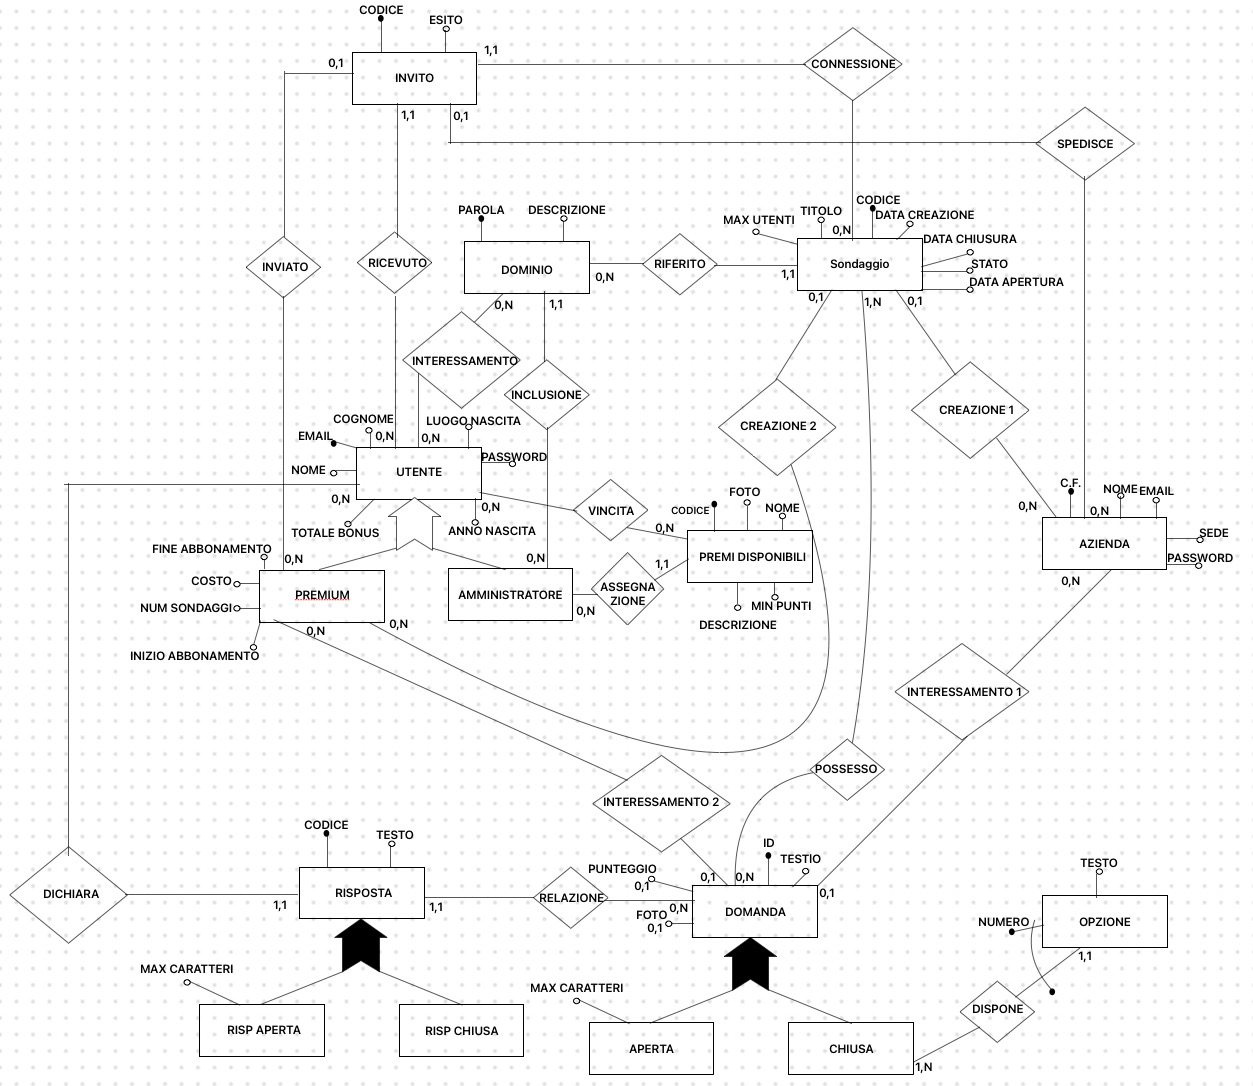 CODICE
ESITO
1,1
0,1
INVITO
CONNESSIONE
1,1
0,1
SPEDISCE
CODICE
PAROLA
DESCRIZIONE
TITOLO
DATA CREAZIONE
MAX UTENTI
0,N
DATA CHIUSURA
INVIATO
RICEVUTO
DOMINIO
0,N
RIFERITO
1,1
Sondaggio
STATO
DATA APERTURA
0,N
1,1
0,1
1,N
0,1
INTERESSAMENTO
INCLUSIONE
CREAZIONE 1
COGNOME
LUOGO NASCITA
CREAZIONE 2
EMAIL
0,N
0,N
PASSWORD
NOME
UTENTE
0,N
0,N
C.F.
NOME
EMAIL
0,N
0,N
CODICE
FOTO
NOME
VINCITA
0,N
TOTALE BONUS
ANNO NASCITA
SEDE
AZIENDA
PASSWORD
FINE ABBONAMENTO
0,N
0,N
PREMI DISPONIBILI
1,1
COSTO
PREMIUM
AMMINISTRATORE
ASSEGNA
ZIONE
0,N
NUM SONDAGGI
0,N
0,N
0,N
MIN PUNTI
DESCRIZIONE
INIZIO ABBONAMENTO
INTERESSAMENTO 1
POSSESSO
INTERESSAMENTO 2
CODICE
TESTO
ID
TESTIO
TESTO
PUNTEGGIO
0,1
0,1
0,N
0,1
DICHIARA
1,1
RISPOSTA
1,1
RELAZIONE
0,N
FOTO
0,1
DOMANDA
NUMERO
OPZIONE
1,1
MAX CARATTERI
MAX CARATTERI
DISPONE
RISP APERTA
RISP CHIUSA
APERTA
CHIUSA
1,N